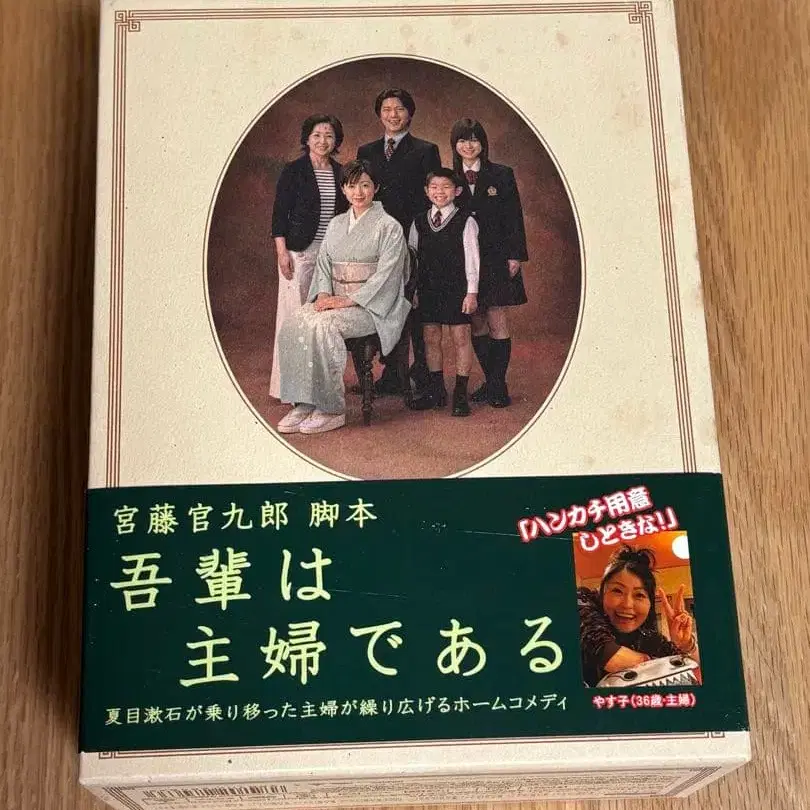 宮藤官九郎 脚本
吾輩は
主婦である
夏目漱石が乗り移った主婦が繰り広げるホームコメディ
「ハンカチ用意
しときな!」
やす子(36歳・主婦)